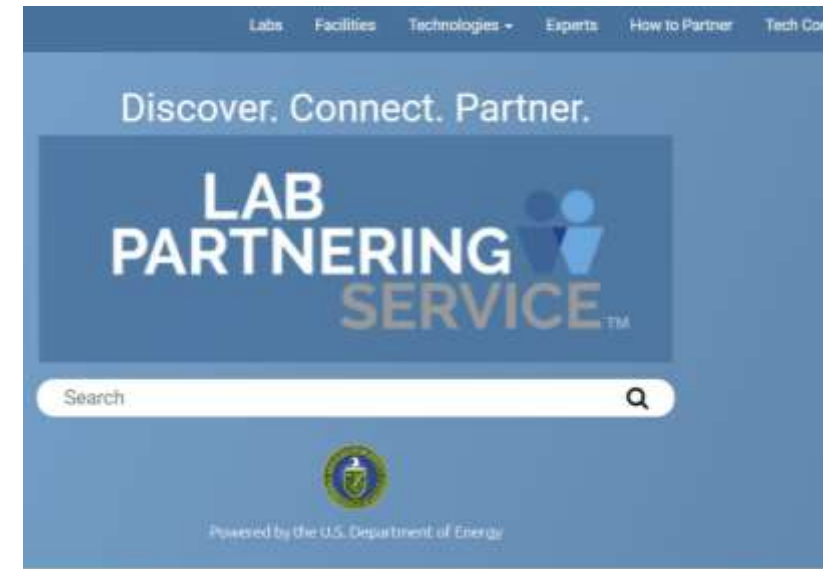 Labs Facilities Technologies Experts How to Partner Tech
Discover. Connect. Partner.
LAB
PARTNERING
SERVICE TM
Search
Powered by the U.S. Department of Energy